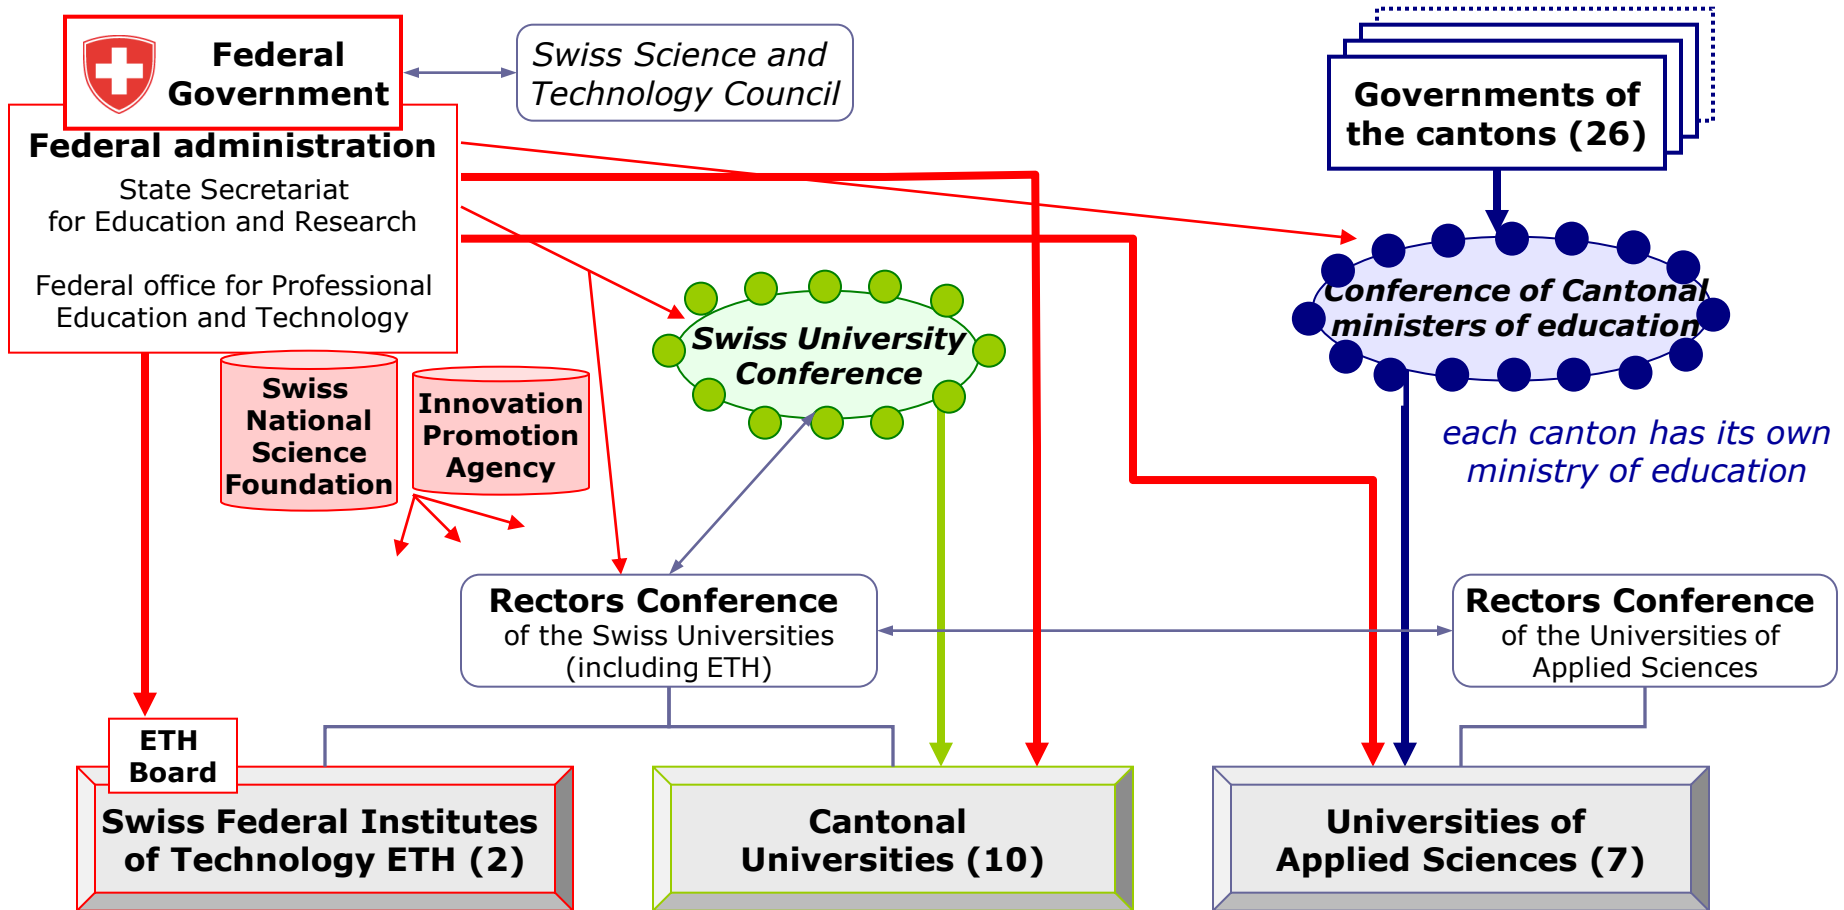 Federal
Government
Swiss Science and
Technology Council
Governments of
the cantons (26)
Federal administration
State Secretariat
for Education and Research
Federal office for Professional
Education and Technology
Swiss University
Conference
Conference of Cantonal
ministers of education
each canton has its own
ministry of education
Swiss
National
Science
Foundation
Innovation
Promotion
Agency
Rectors Conference
of the Swiss Universities
(including ETH)
Rectors Conference
of the Universities of
Applied Sciences
ETH
Board
Swiss Federal Institutes
of Technology ETH (2)
Cantonal
Universities (10)
Universities of
Applied Sciences (7)